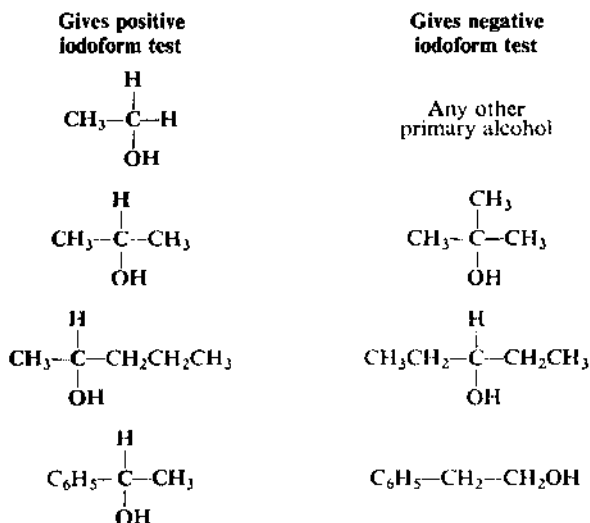 Gives positive
iodoform test
Gives negative
iodoform test
H
CH₃—C—H
OH
Any other
primary alcohol
H
CH₃—C—CH₃
OH
CH₃
CH₃—C—CH₃
OH
H
CH₃—C—CH₂CH₂CH₃
OH
H
CH₃CH₂—C—CH₂CH₃
OH
H
C₆H₅—C—CH₃
OH
C₆H₅—CH₂—CH₂OH